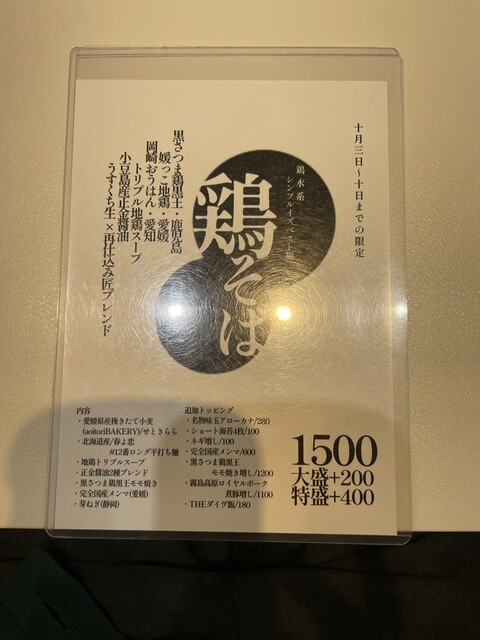 十月三日〜十日までの限定
鶏水系
シンプルイズベストな
鶏そば
黒さつま鶏黒王・鹿児島
媛っこ地鶏・愛媛
岡崎おうはん・愛知
トリプル地鶏スープ
小豆島産正金醤油
うすくち生×再仕込み匠ブレンド
内容
・愛媛県産挽きたて小麦
(aoitoriBAKERY)/せときらら
・北海道産/春よ恋
#12番ロング平打ち麺
・地鶏トリプルスープ
・正金醤油2種ブレンド
・黒さつま鶏黒王モモ焼き
・完全国産メンマ(愛媛)
・芽ねぎ(静岡)
追加トッピング
・名物味玉アローカナ/280
・ショート海苔4枚/100
・ネギ増し/100
・完全国産メンマ/600
・黒さつま鶏黒王
モモ焼き増し/1200
・霧島高原ロイヤルポーク
煮豚増し/1100
・THEダイヴ飯/180
1500
大盛+200
特盛+400